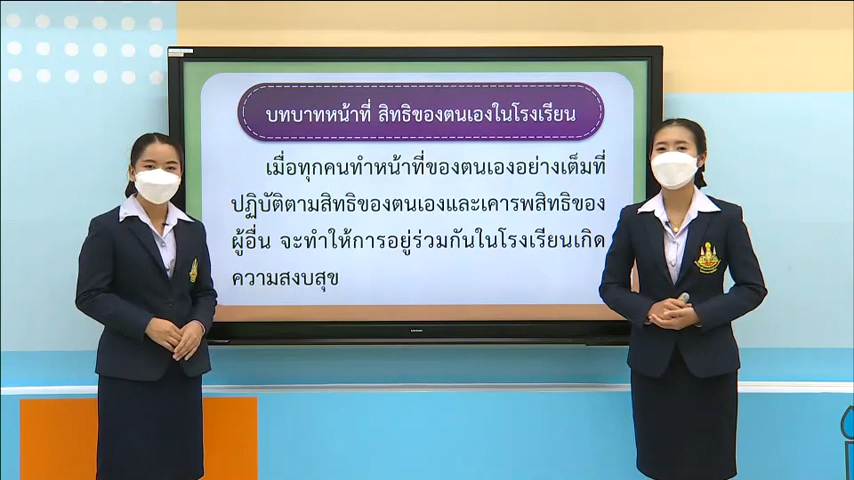 บทบาทหน้าที่ สิทธิของตนเองในโรงเรียน
เมื่อทุกคนทำหน้าที่ของตนเองอย่างเต็มที่
ปฏิบัติตามสิทธิของตนเองและเคารพสิทธิของ
ผู้อื่น จะทำให้การอยู่ร่วมกันในโรงเรียนเกิด
ความสงบสุข